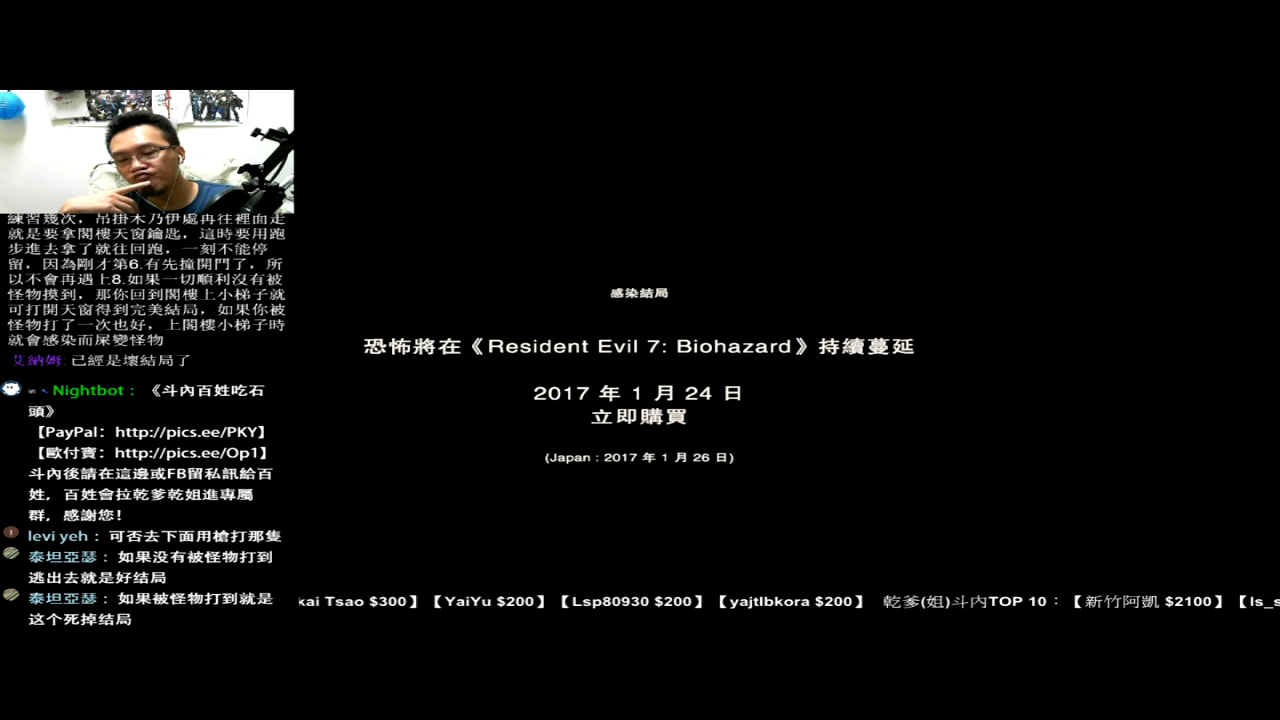 練習幾次，吊掛木乃伊處再往裡面走
就是要拿閣樓天窗鑰匙，這時要用跑
步進去拿了就往回跑，一刻不能停
留，因為剛才第6.有先撞開門了，所
以不會再遇上8.如果一切順利沒有被
怪物摸到，那你回到閣樓上小梯子就
可打開天窗得到完美結局，如果你被
怪物打了一次也好，上閣樓小梯子時
就會感染而屎變怪物
艾納姆: 已經是壞結局了
Nightbot： 《斗內百姓吃石
頭》
【PayPal：http://pics.ee/PKY】
【歐付寶：http://pics.ee/Op1】
斗內後請在這邊或FB留私訊給百
姓，百姓會拉乾爹乾姐進專屬
群，感謝您！
levi yeh：可否去下面用槍打那隻
泰坦亞瑟：如果没有被怪物打到
逃出去就是好结局
泰坦亞瑟：如果被怪物打到就是
这个死掉结局
感染結局
恐怖將在《Resident Evil 7: Biohazard》持續蔓延
2017 年 1 月 24 日
立即購買
(Japan : 2017 年 1 月 26 日)
kai Tsao $300】【YaiYu $200】【Lsp80930 $200】【yajtlbkora $200】 乾爹(姐)斗內TOP 10：【新竹阿凱 $2100】【ls_s